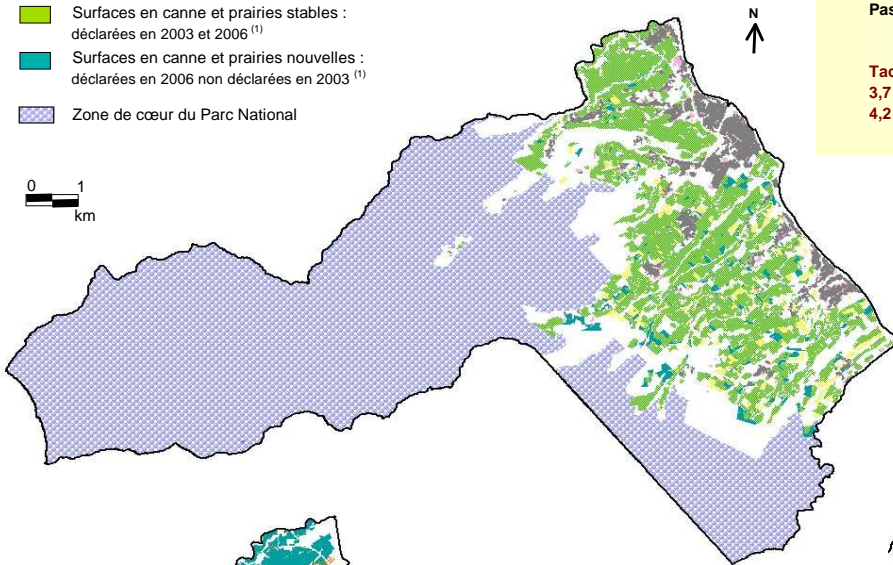 Surfaces en canne et prairies stables :
déclarées en 2003 et 2006 (1)
Surfaces en canne et prairies nouvelles :
déclarées en 2006 non déclarées en 2003 (1)
Zone de cœur du Parc National
0 1
km
N
Pas
Tac
3,7
4,2